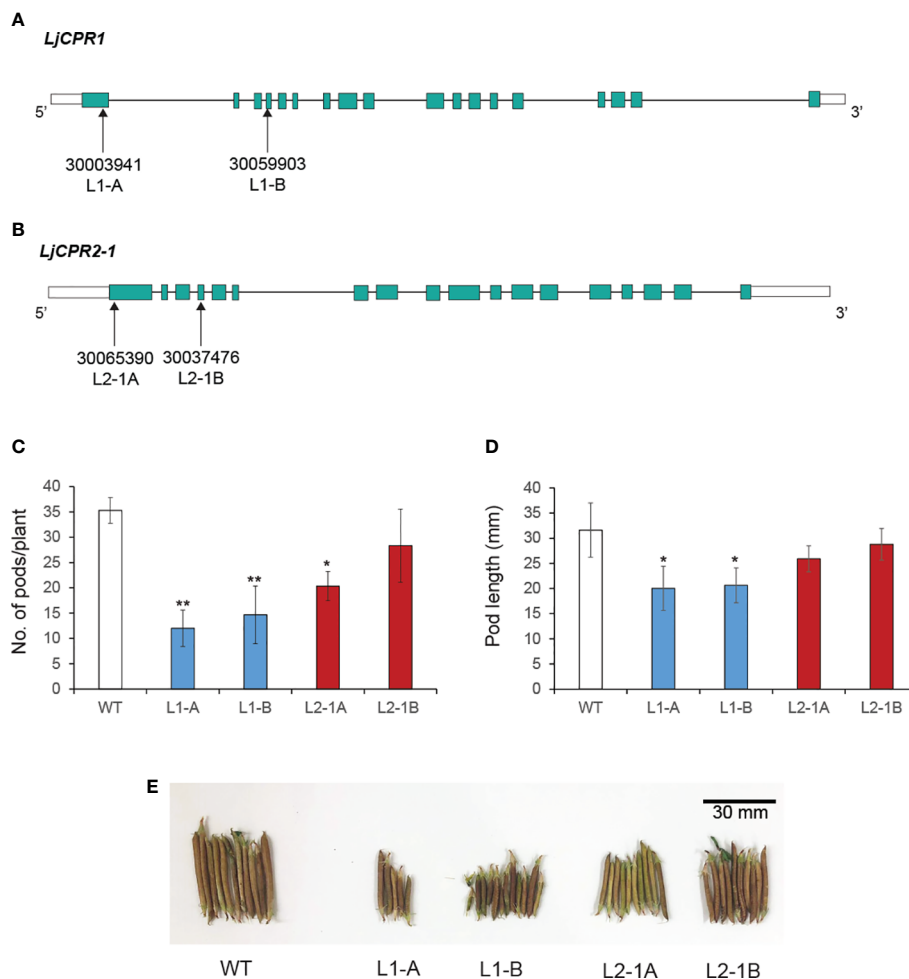 A
LjCPR1
5' 3'
30003941 30059903
L1-A L1-B
B
LjCPR2-1
5' 3'
30065390 30037476
L2-1A L2-1B
C
No. of pods/plant
40
35
30
25
20
15
10
5
0
** ** *
WT L1-A L1-B L2-1A L2-1B
D
Pod length (mm)
40
35
30
25
20
15
10
5
0
* *
WT L1-A L1-B L2-1A L2-1B
E
30 mm
WT L1-A L1-B L2-1A L2-1B